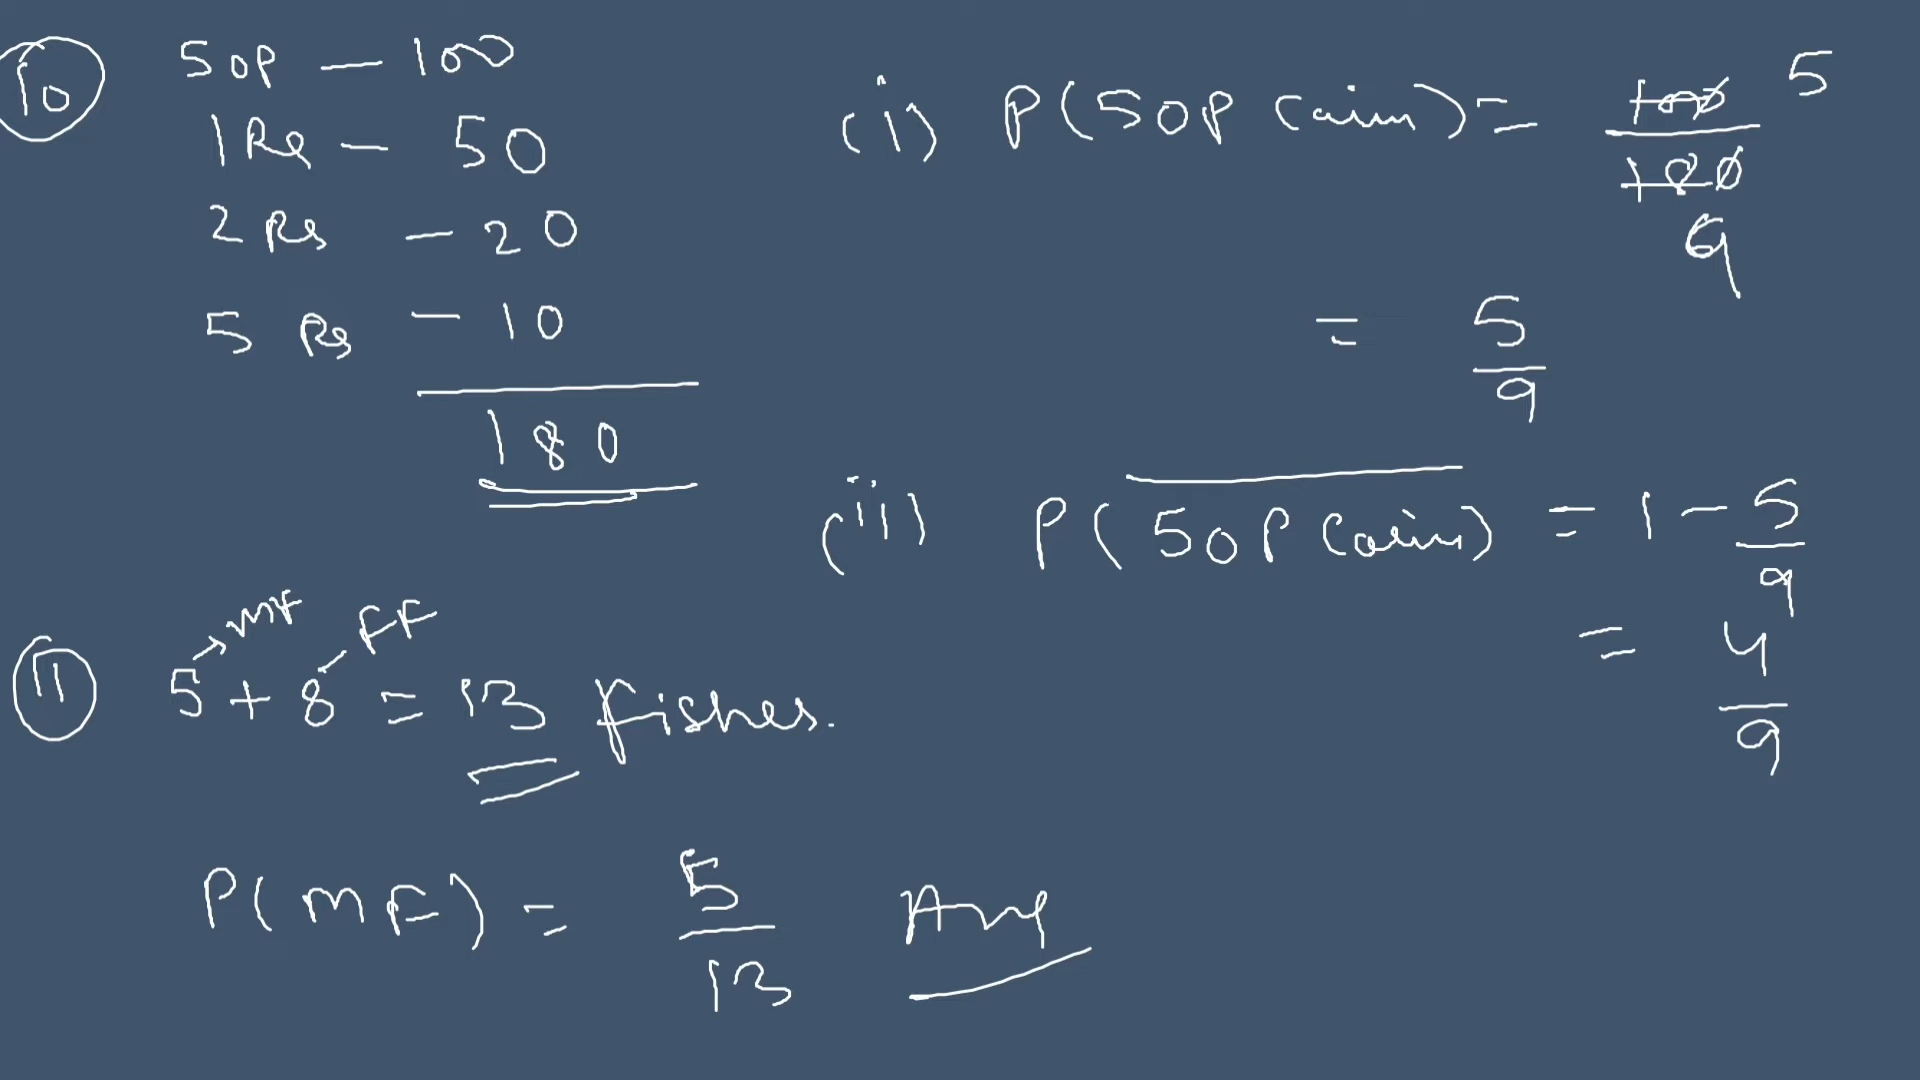 10
50P — 100
1 Re — 50
2 Rs — 20
5 Rs — 10
180
(i) P(50P Coin) = 100/180 5 9
= 5/9
(ii) P(50P Coin) = 1 - 5/9
= 4/9
11
MF FF
5 + 8 = 13 fishes.
P(MF) = 5/13 Ans